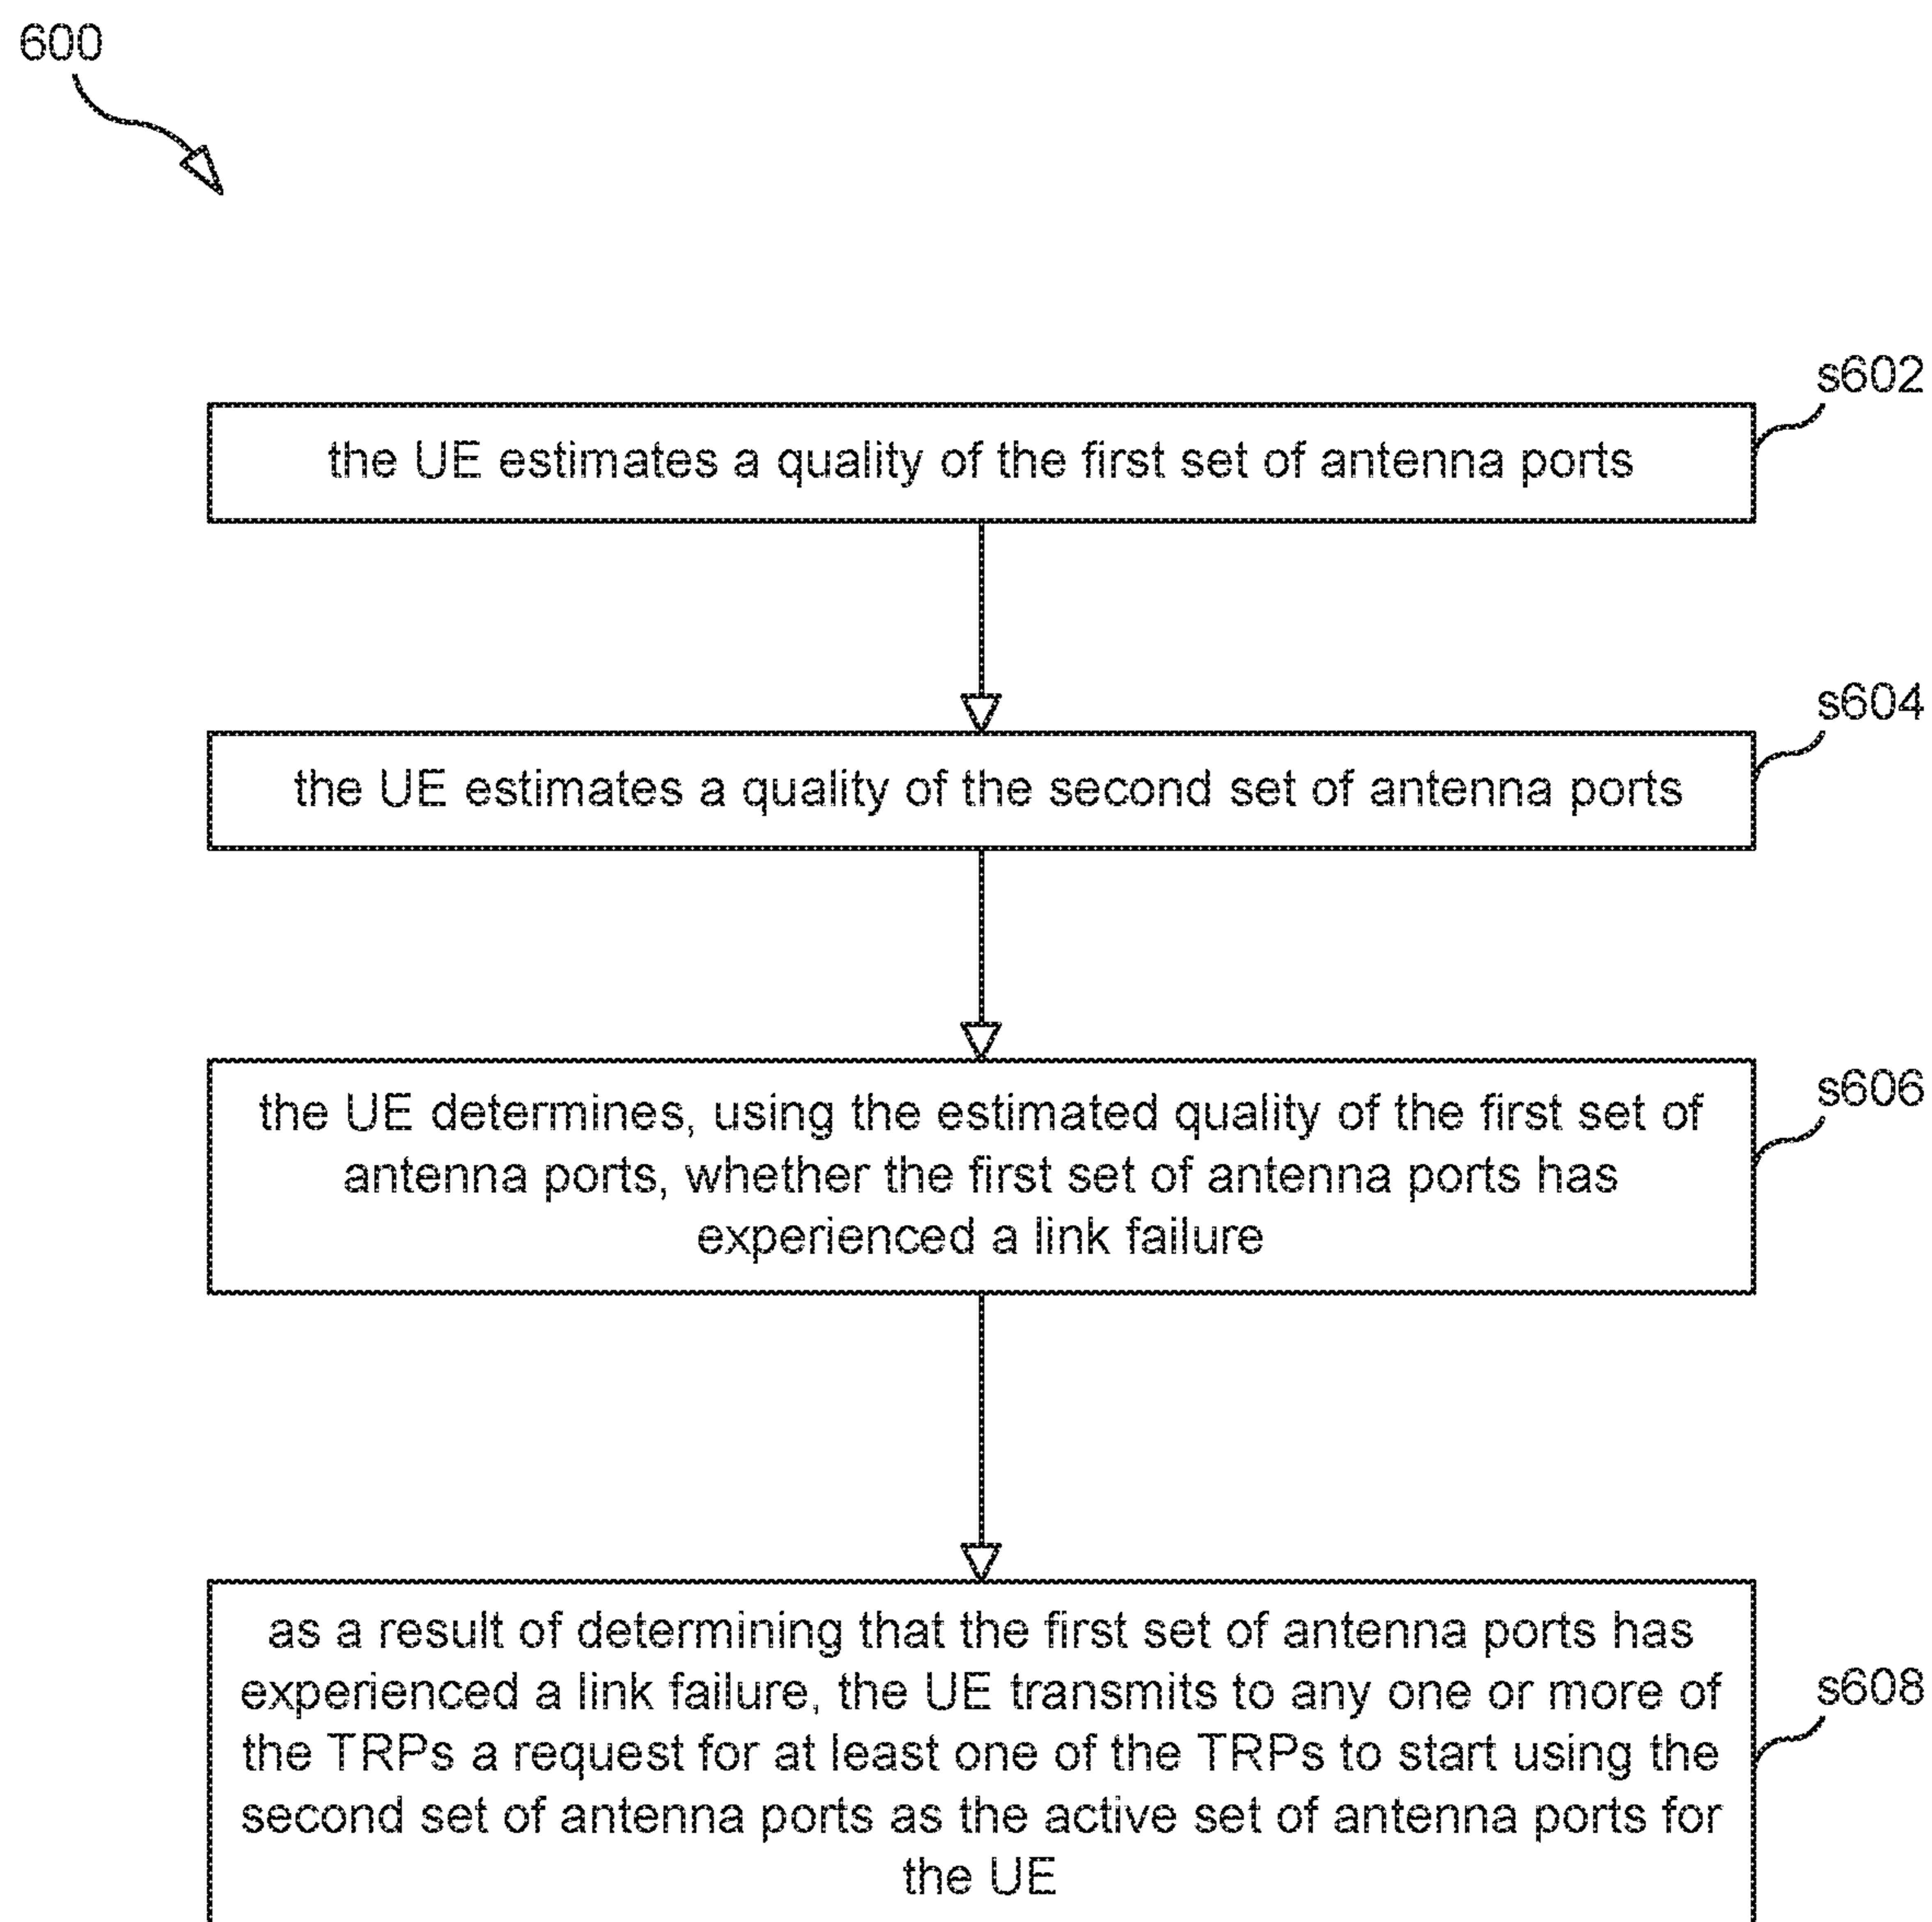 600
s602
the UE estimates a quality of the first set of antenna ports
s604
the UE estimates a quality of the second set of antenna ports
s606
the UE determines, using the estimated quality of the first set of
antenna ports, whether the first set of antenna ports has
experienced a link failure
as a result of determining that the first set of antenna ports has
experienced a link failure, the UE transmits to any one or more of
s608
the TRPs a request for at least one of the TRPs to start using the
second set of antenna ports as the active set of antenna ports for
the UE